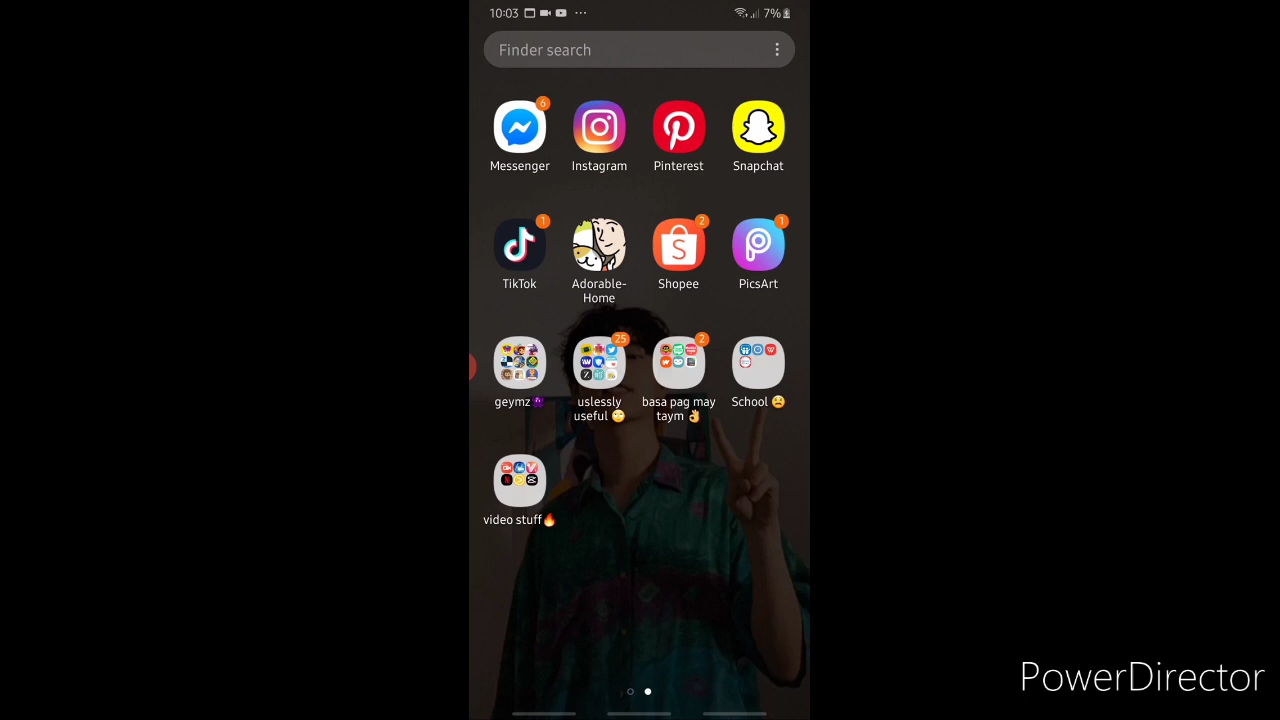 10:03 7%
Finder search
6
Messenger Instagram Pinterest Snapchat
1 2 1
TikTok Adorable- Shopee PicsArt
Home
25 2
geymz👾 uslessly basa pag may School 😫
useful 🙄 taym 👌
video stuff🔥
PowerDirector